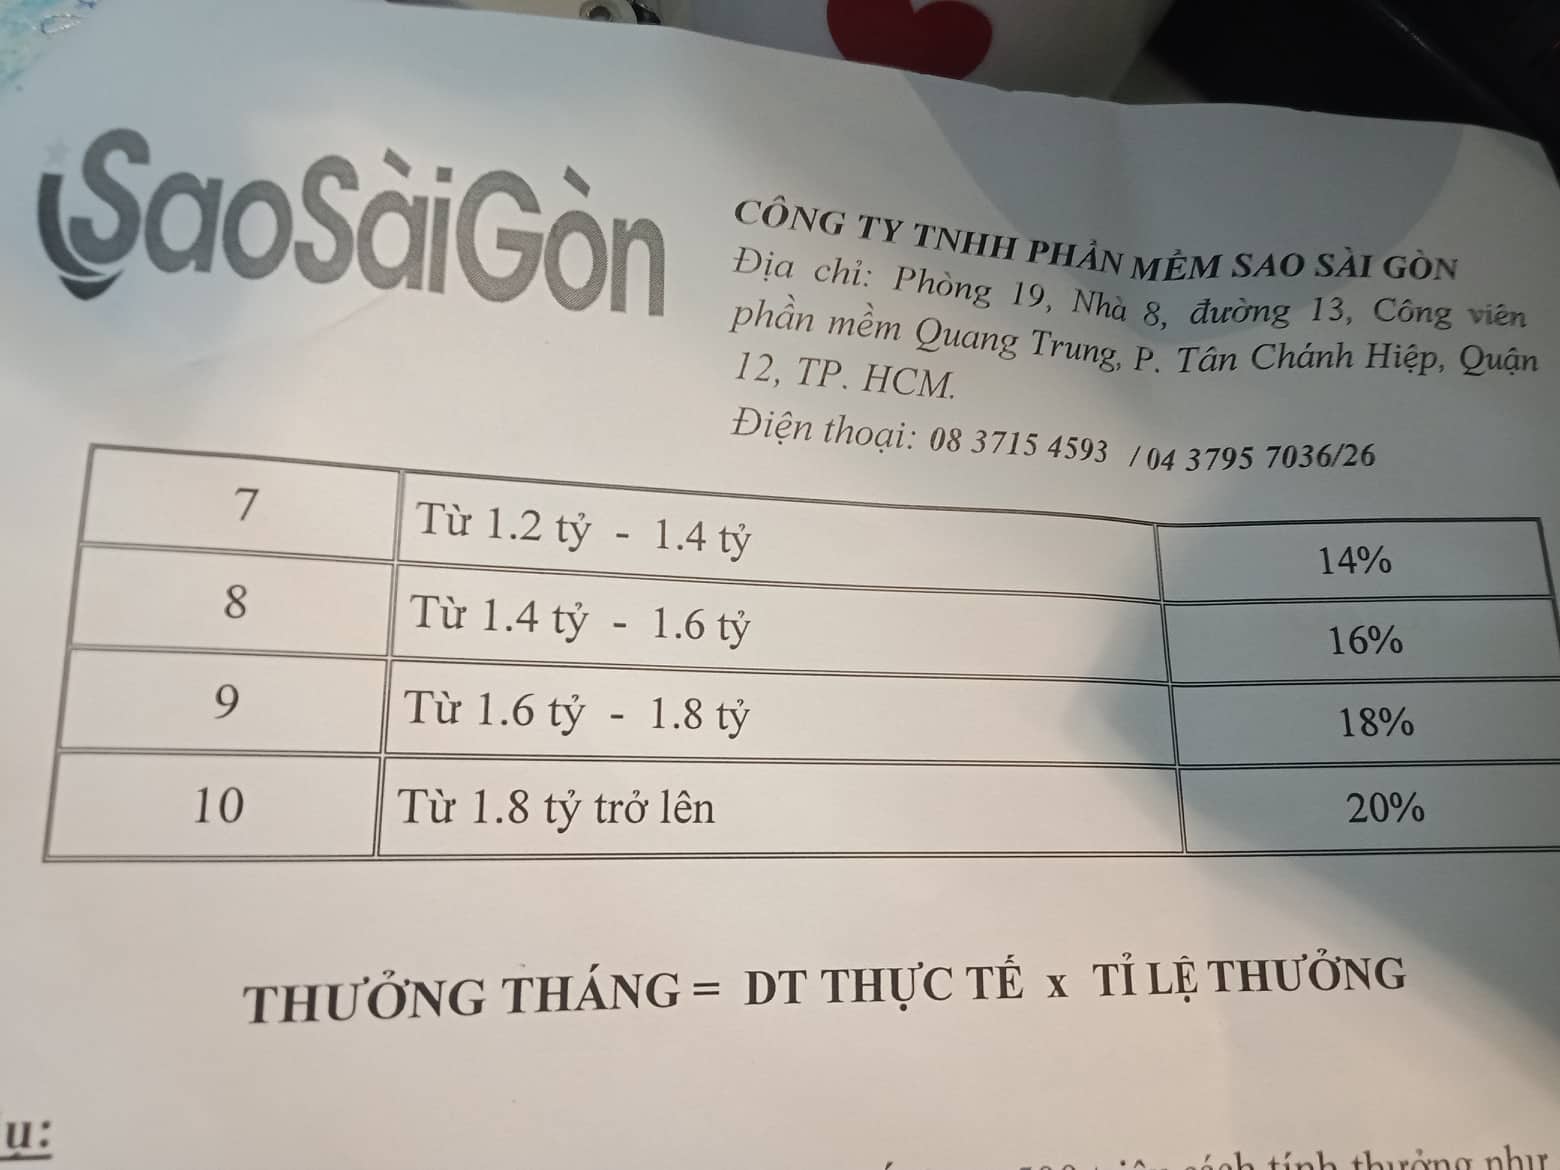 SaoSàiGòn
CÔNG TY TNHH PHẦN MỀM SAO SÀI GÒN
Địa chỉ: Phòng 19, Nhà 8, đường 13, Công viên
phần mềm Quang Trung, P. Tân Chánh Hiệp, Quận
12, TP. HCM.
Điện thoại: 08 3715 4593 / 04 3795 7036/26
7 Từ 1.2 tỷ - 1.4 tỷ 14%
8 Từ 1.4 tỷ - 1.6 tỷ 16%
9 Từ 1.6 tỷ - 1.8 tỷ 18%
10 Từ 1.8 tỷ trở lên 20%
THƯỞNG THÁNG = DT THỰC TẾ x TỈ LỆ THƯỞNG
cách tính thưởng như